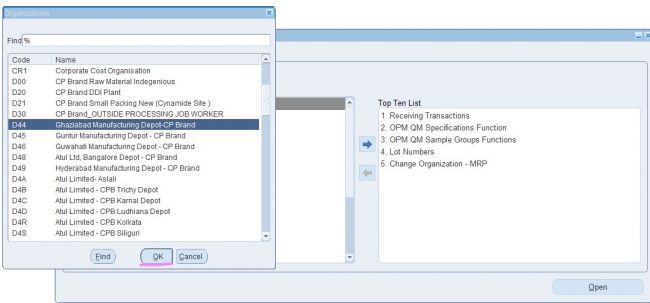 Organizations
Find %
Code Name
CR1 Corporate Cost Organisation
D00 CP Brand Raw Material Indegenious
D20 CP Brand DDI Plant
D21 CP Brand Small Packing New (Cynamide Site )
D30 CP Brand_OUTSIDE PROCESSING JOB WORKER
D44 Ghaziabad Manufacturing Depot-CP Brand
D45 Guntur Manufacturing Depot - CP Brand
D46 Guwahati Manufacturing Depot - CP Brand
D48 Atul Ltd, Bangalore Depot - CP Brand
D49 Hyderabad Manufacturing Depot - CP Brand
D4A Atul Limited- Aslali
D4B Atul Limited - CPB Trichy Depot
D4C Atul Limited - CPB Karnal Depot
D4D Atul Limited - CPB Ludhiana Depot
D4R Atul Limited - CPB Kolkata
D4S Atul Limited - CPB Siliguri
Find OK Cancel
Top Ten List
1. Receiving Transactions
2. OPM QM Specifications Function
3. OPM QM Sample Groups Functions
4. Lot Numbers
5. Change Organization - MRP
Open